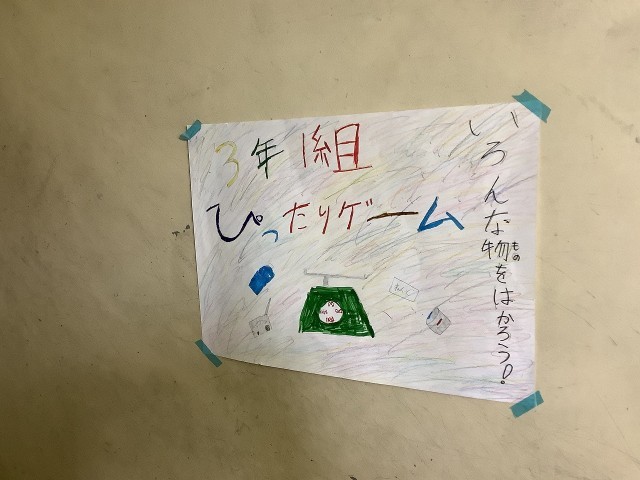 3年1組
ぴったりゲーム
いろんな物をはかろう!
もの